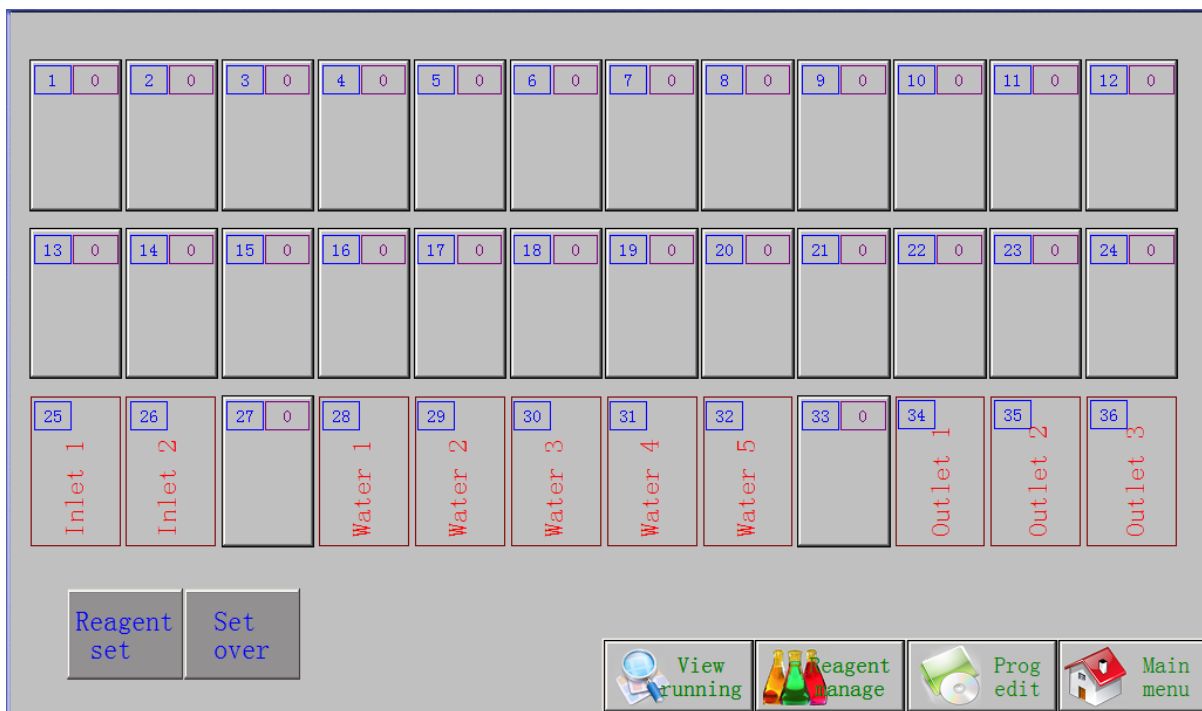 1 0 2 0 3 0 4 0 5 0 6 0 7 0 8 0 9 0 10 0 11 0 12 0
13 0 14 0 15 0 16 0 17 0 18 0 19 0 20 0 21 0 22 0 23 0 24 0
25 26 27 0 28 29 30 31 32 33 0 34 35 36
Inlet 1
Inlet 2
Water 1
Water 2
Water 3
Water 4
Water 5
Outlet 1
Outlet 2
Outlet 3
Reagent
set
Set
over
View
running
Reagent
manage
Prog
edit
Main
menu